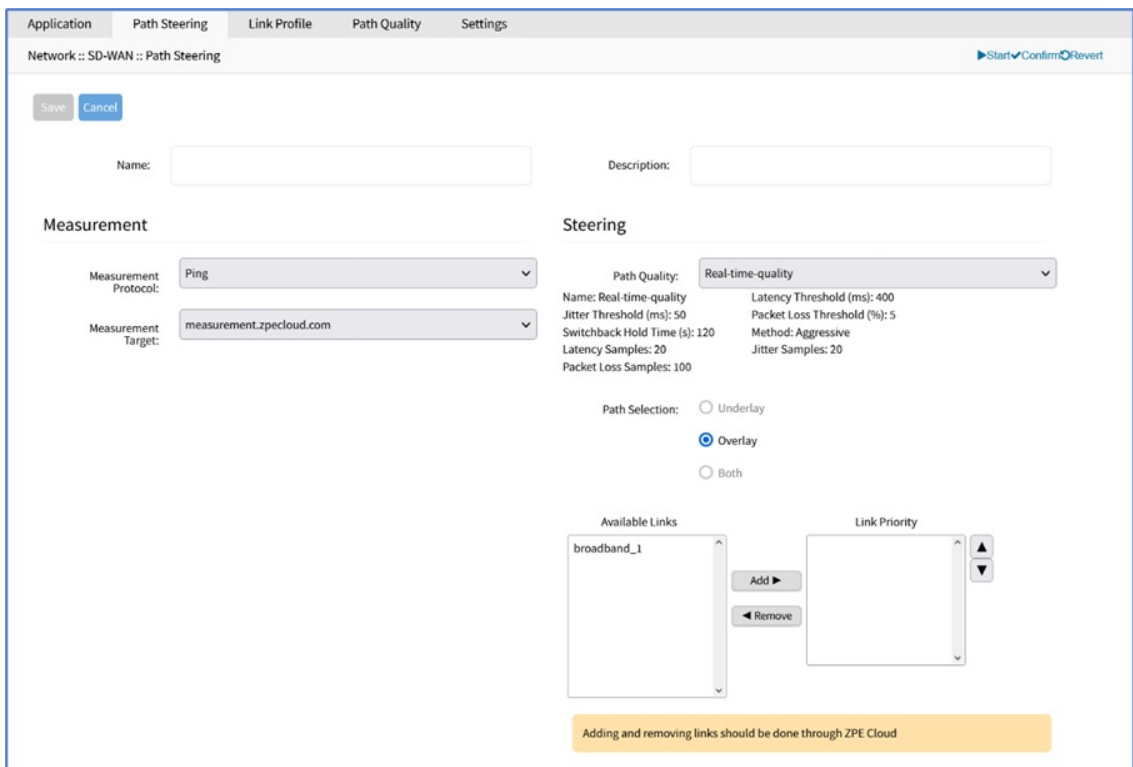 Application Path Steering Link Profile Path Quality Settings
Network :: SD-WAN :: Path Steering
Start Confirm Revert
Save Cancel
Name:
Description:
Measurement
Measurement Protocol:
Ping
Measurement Target:
measurement.zpecloud.com
Steering
Path Quality:
Real-time-quality
Name: Real-time-quality Latency Threshold (ms): 400
Jitter Threshold (ms): 50 Packet Loss Threshold (%): 5
Switchback Hold Time (s): 120 Method: Aggressive
Latency Samples: 20 Jitter Samples: 20
Packet Loss Samples: 100
Path Selection:
Underlay
Overlay
Both
Available Links
broadband_1
Add ►
◄ Remove
Link Priority
▲
▼
Adding and removing links should be done through ZPE Cloud